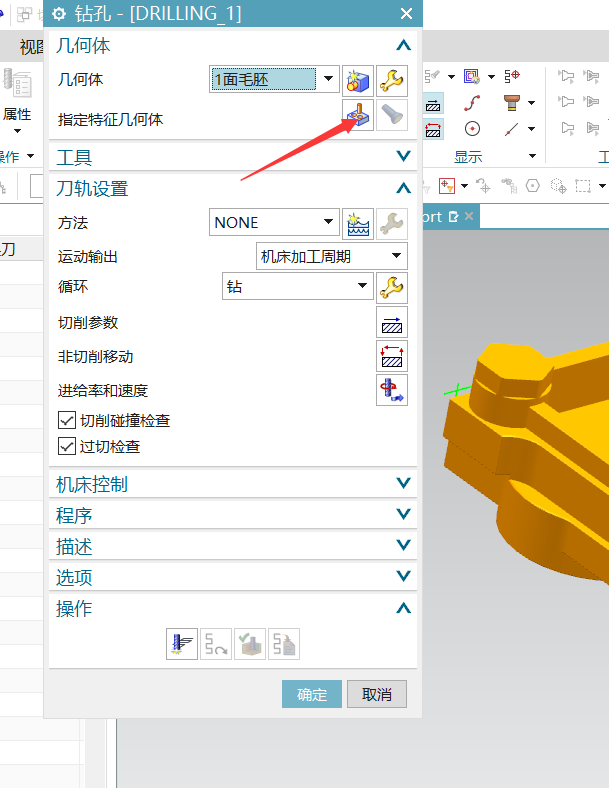 钻孔 - [DRILLING_1]
视图
属性
操作
几何体
几何体
1面毛胚
指定特征几何体
工具
刀轨设置
方法
NONE
运动输出
机床加工周期
循环
钻
切削参数
非切削移动
进给率和速度
切削碰撞检查
过切检查
机床控制
程序
描述
选项
操作
确定
取消
显示
工
ort
刀